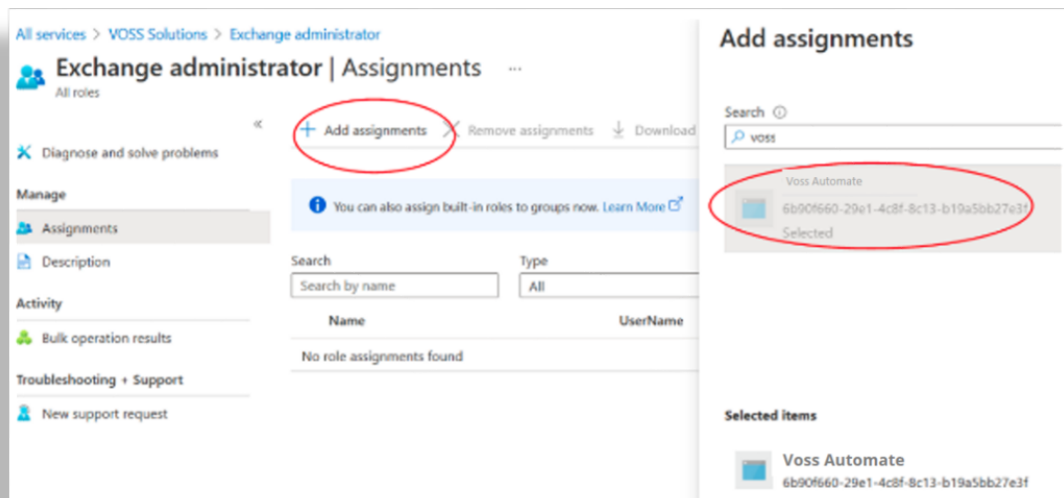 All services > VOSS Solutions > Exchange administrator
Exchange administrator | Assignments ...
All roles
«
Diagnose and solve problems
Manage
Assignments
Description
Activity
Bulk operation results
Troubleshooting + Support
New support request
+ Add assignments
Remove assignments
Download
You can also assign built-in roles to groups now. Learn More
Search
Type
Search by name
All
Name
UserName
No role assignments found
Add assignments
Search
voss
Voss Automate
6b90f660-29e1-4c8f-8c13-b19a5bb27e3f
Selected
Selected items
Voss Automate
6b90f660-29e1-4c8f-8c13-b19a5bb27e3f